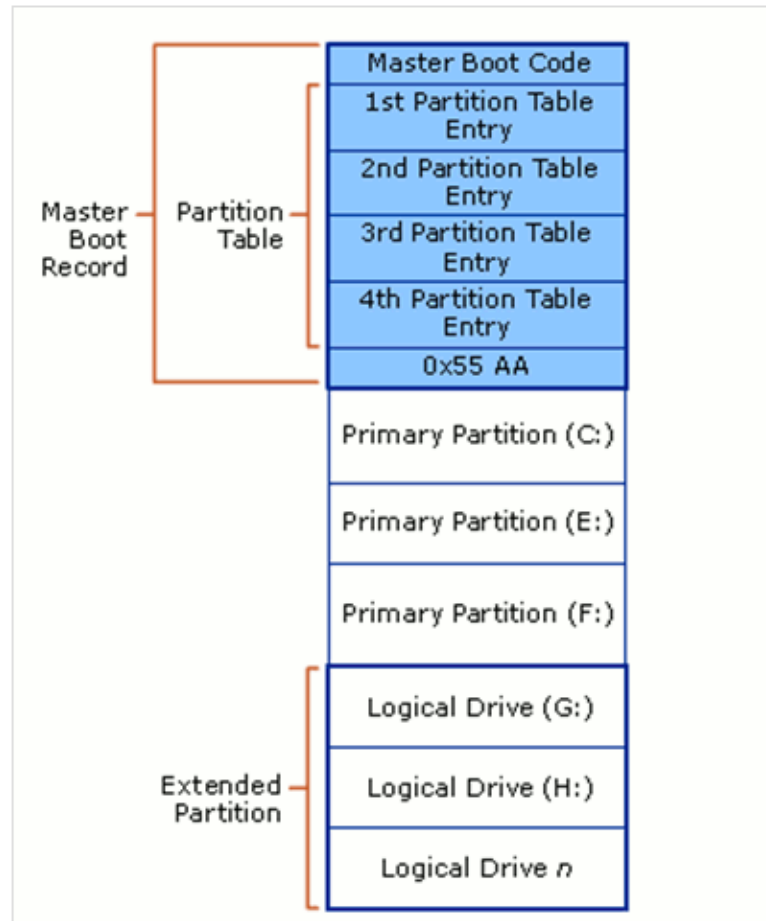 Master Boot Code
1st Partition Table
Entry
2nd Partition Table
Entry
3rd Partition Table
Entry
4th Partition Table
Entry
0x55 AA
Master
Boot
Record
Partition
Table
Primary Partition (C:)
Primary Partition (E:)
Primary Partition (F:)
Logical Drive (G:)
Logical Drive (H:)
Logical Drive n
Extended
Partition